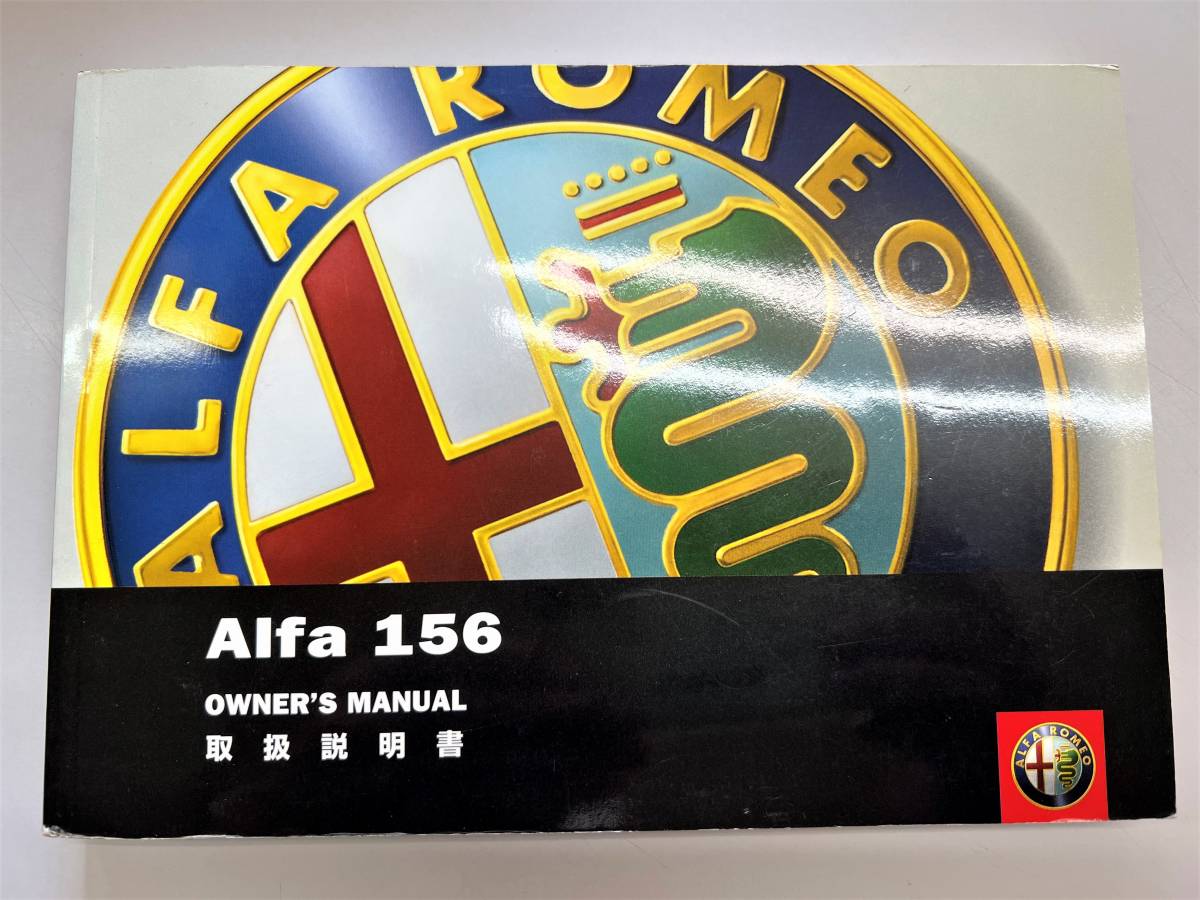 ALFA ROMEO
Alfa 156
OWNER'S MANUAL
取扱説明書
ALFA ROMEO